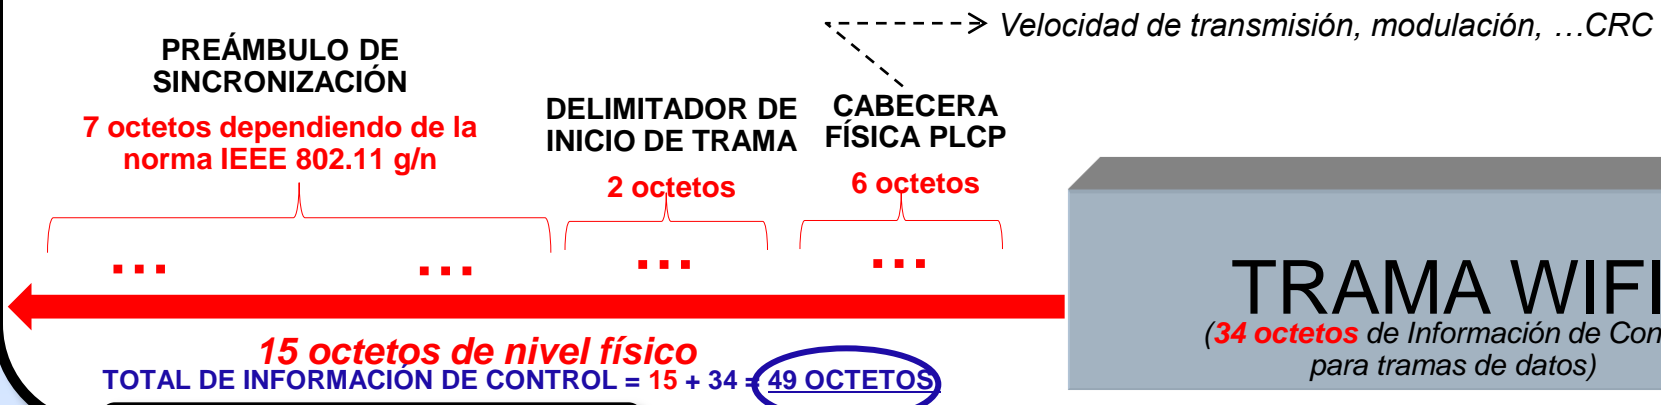 Velocidad de transmisión, modulación, …CRC
PREÁMBULO DE
SINCRONIZACIÓN
7 octetos dependiendo de la
norma IEEE 802.11 g/n
DELIMITADOR DE
INICIO DE TRAMA
2 octetos
CABECERA
FÍSICA PLCP
6 octetos
... ... ... ...
TRAMA WIFI
(34 octetos de Información de Con
para tramas de datos)
15 octetos de nivel físico
TOTAL DE INFORMACIÓN DE CONTROL = 15 + 34 = 49 OCTETOS